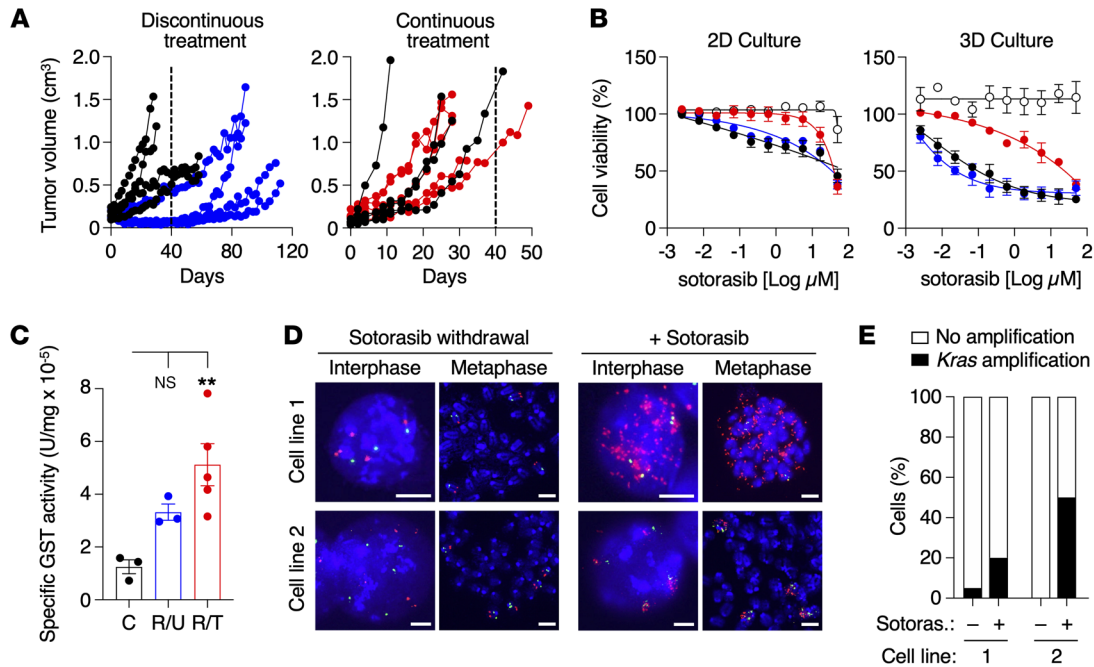 A
Discontinuous
treatment
Continuous
treatment
Tumor volume (cm³)
2.0
1.5
1.0
0.5
0
0 40 80 120
Days
2.0
1.5
1.0
0.5
0
0 10 20 30 40 50
Days
B
2D Culture
3D Culture
Cell viability (%)
150
100
50
0
-3 -2 -1 0 1 2
sotorasib [Log µM]
150
100
50
0
-3 -2 -1 0 1 2
sotorasib [Log µM]
C
Specific GST activity (U/mg x 10⁻⁵)
NS
**
8
6
4
2
0
C R/U R/T
D
Sotorasib withdrawal
+ Sotorasib
Interphase Metaphase
Interphase Metaphase
Cell line 1
Cell line 2
E
No amplification
Kras amplification
Cells (%)
100
80
60
40
20
0
Sotoras.: – + – +
Cell line: 1 2